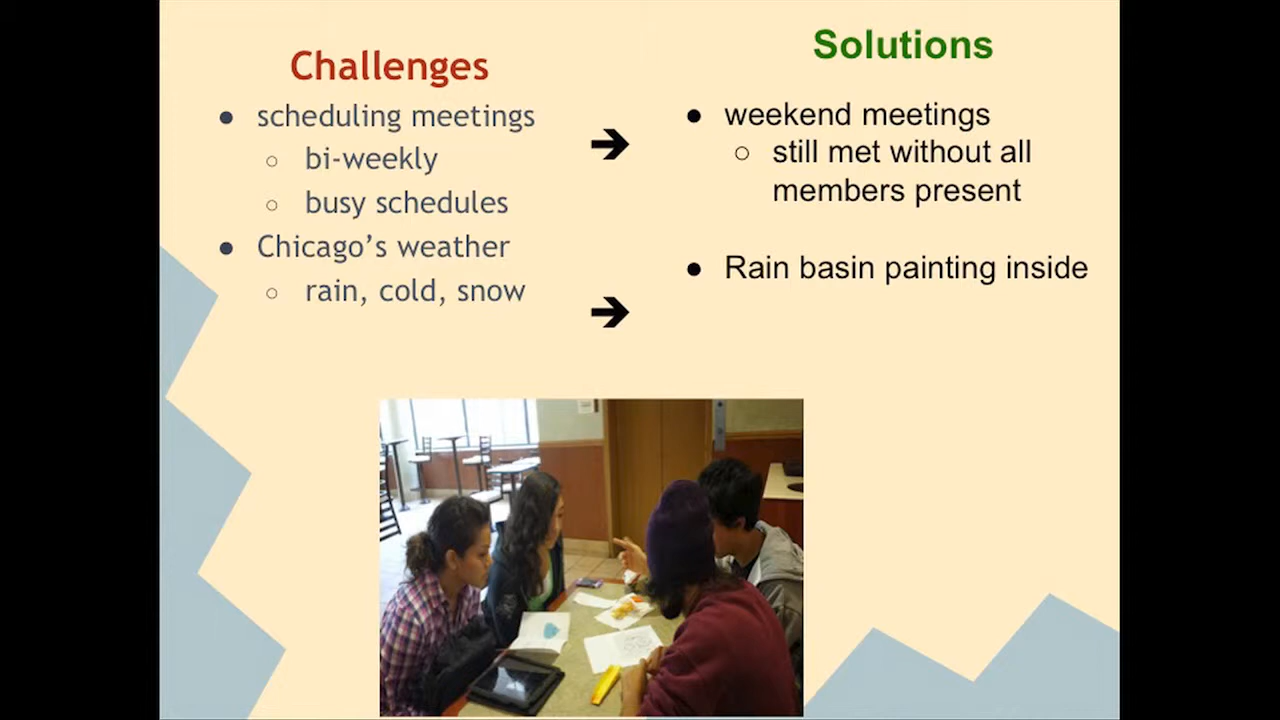 Challenges
● scheduling meetings
○ bi-weekly
○ busy schedules
● Chicago’s weather
○ rain, cold, snow
➔
➔
Solutions
● weekend meetings
○ still met without all
members present
● Rain basin painting inside